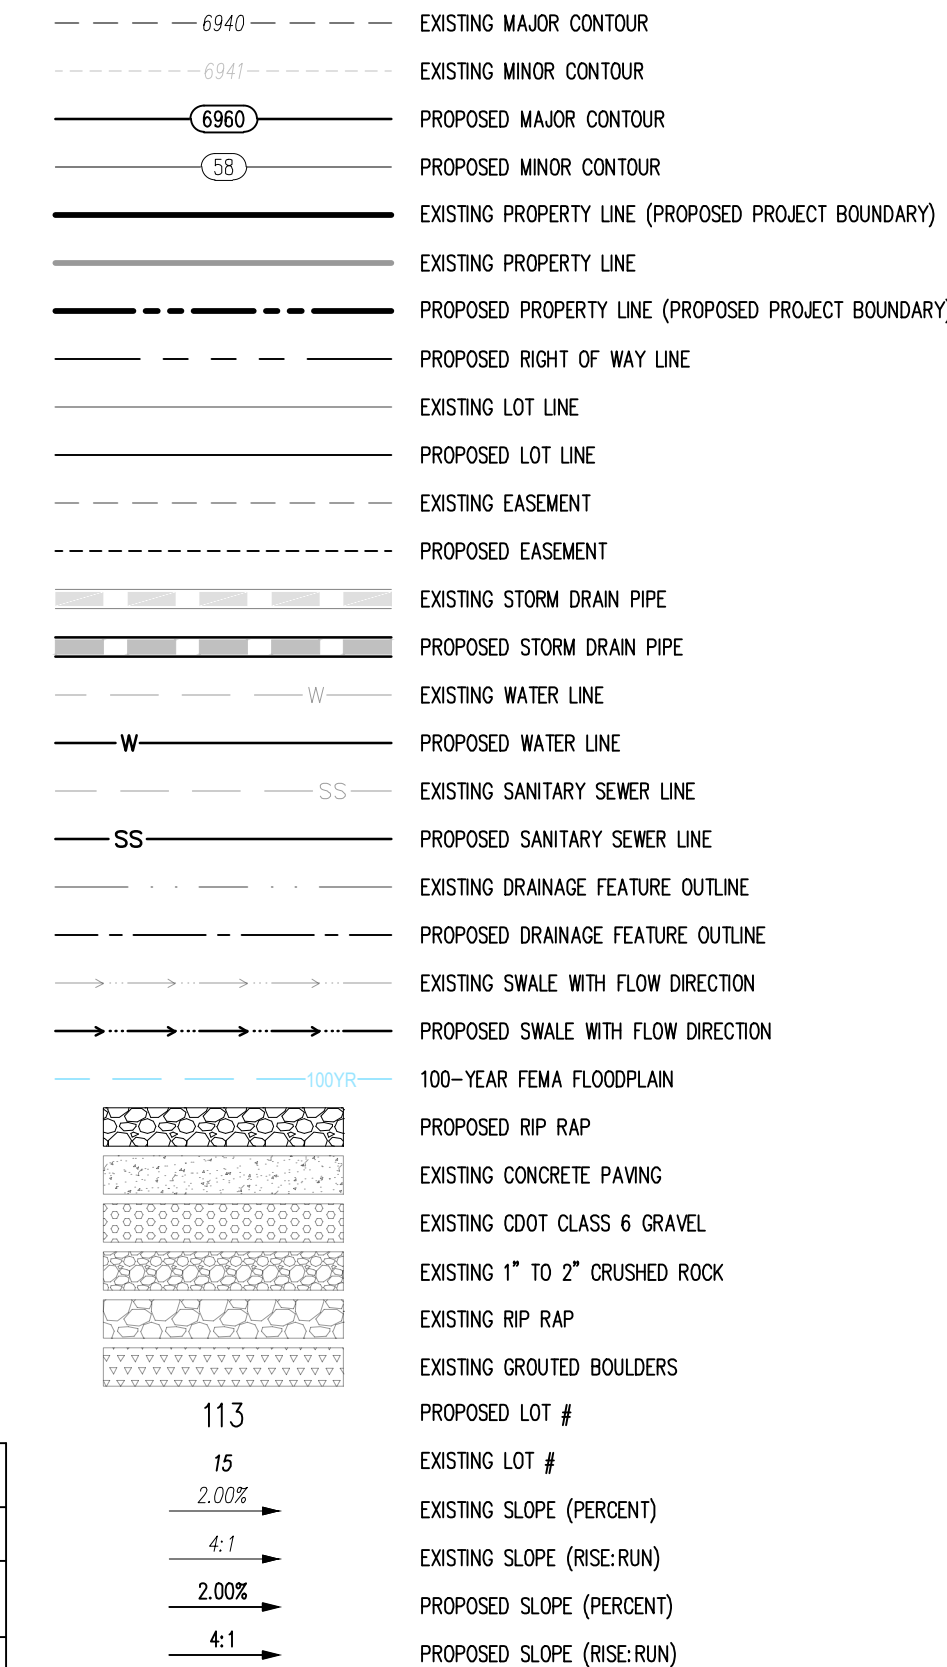 6940 EXISTING MAJOR CONTOUR
6941 EXISTING MINOR CONTOUR
6960 PROPOSED MAJOR CONTOUR
58 PROPOSED MINOR CONTOUR
EXISTING PROPERTY LINE (PROPOSED PROJECT BOUNDARY)
EXISTING PROPERTY LINE
PROPOSED PROPERTY LINE (PROPOSED PROJECT BOUNDARY)
PROPOSED RIGHT OF WAY LINE
EXISTING LOT LINE
PROPOSED LOT LINE
EXISTING EASEMENT
PROPOSED EASEMENT
EXISTING STORM DRAIN PIPE
PROPOSED STORM DRAIN PIPE
W EXISTING WATER LINE
W PROPOSED WATER LINE
SS EXISTING SANITARY SEWER LINE
SS PROPOSED SANITARY SEWER LINE
EXISTING DRAINAGE FEATURE OUTLINE
PROPOSED DRAINAGE FEATURE OUTLINE
EXISTING SWALE WITH FLOW DIRECTION
PROPOSED SWALE WITH FLOW DIRECTION
100YR 100-YEAR FEMA FLOODPLAIN
PROPOSED RIP RAP
EXISTING CONCRETE PAVING
EXISTING CDOT CLASS 6 GRAVEL
EXISTING 1" TO 2" CRUSHED ROCK
EXISTING RIP RAP
EXISTING GROUTED BOULDERS
113 PROPOSED LOT #
15 EXISTING LOT #
2.00% EXISTING SLOPE (PERCENT)
4:1 EXISTING SLOPE (RISE:RUN)
2.00% PROPOSED SLOPE (PERCENT)
4:1 PROPOSED SLOPE (RISE:RUN)